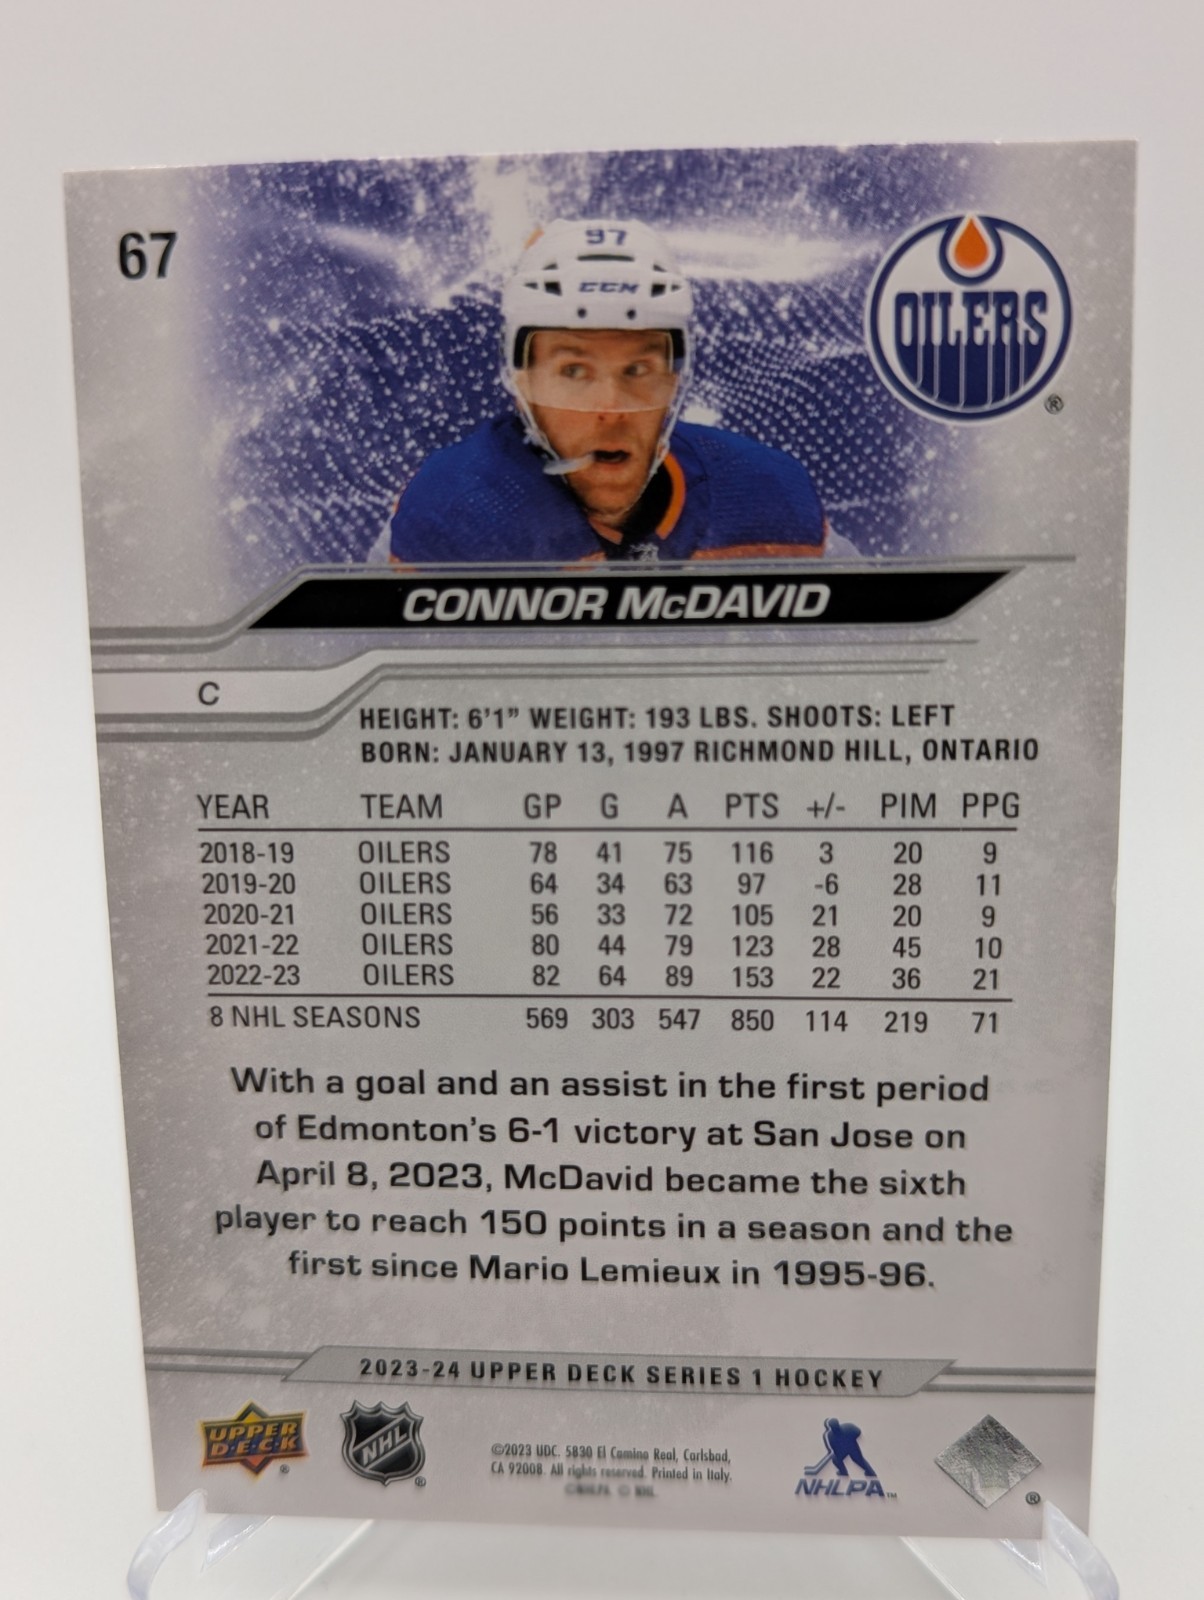 67
97
CCM
OILERS
®
CONNOR McDAVID
C
HEIGHT: 6'1" WEIGHT: 193 LBS. SHOOTS: LEFT
BORN: JANUARY 13, 1997 RICHMOND HILL, ONTARIO
YEAR TEAM GP G A PTS +/- PIM PPG
2018-19 OILERS 78 41 75 116 3 20 9
2019-20 OILERS 64 34 63 97 -6 28 11
2020-21 OILERS 56 33 72 105 21 20 9
2021-22 OILERS 80 44 79 123 28 45 10
2022-23 OILERS 82 64 89 153 22 36 21
8 NHL SEASONS 569 303 547 850 114 219 71
With a goal and an assist in the first period
of Edmonton's 6-1 victory at San Jose on
April 8, 2023, McDavid became the sixth
player to reach 150 points in a season and the
first since Mario Lemieux in 1995-96.
2023-24 UPPER DECK SERIES 1 HOCKEY
UPPER
D·E·C·K
®
NHL
®
©2023 UDC. 5830 El Camino Real, Carlsbad,
CA 92008. All rights reserved. Printed in Italy.
©NHLPA © NHL
NHLPA™
®